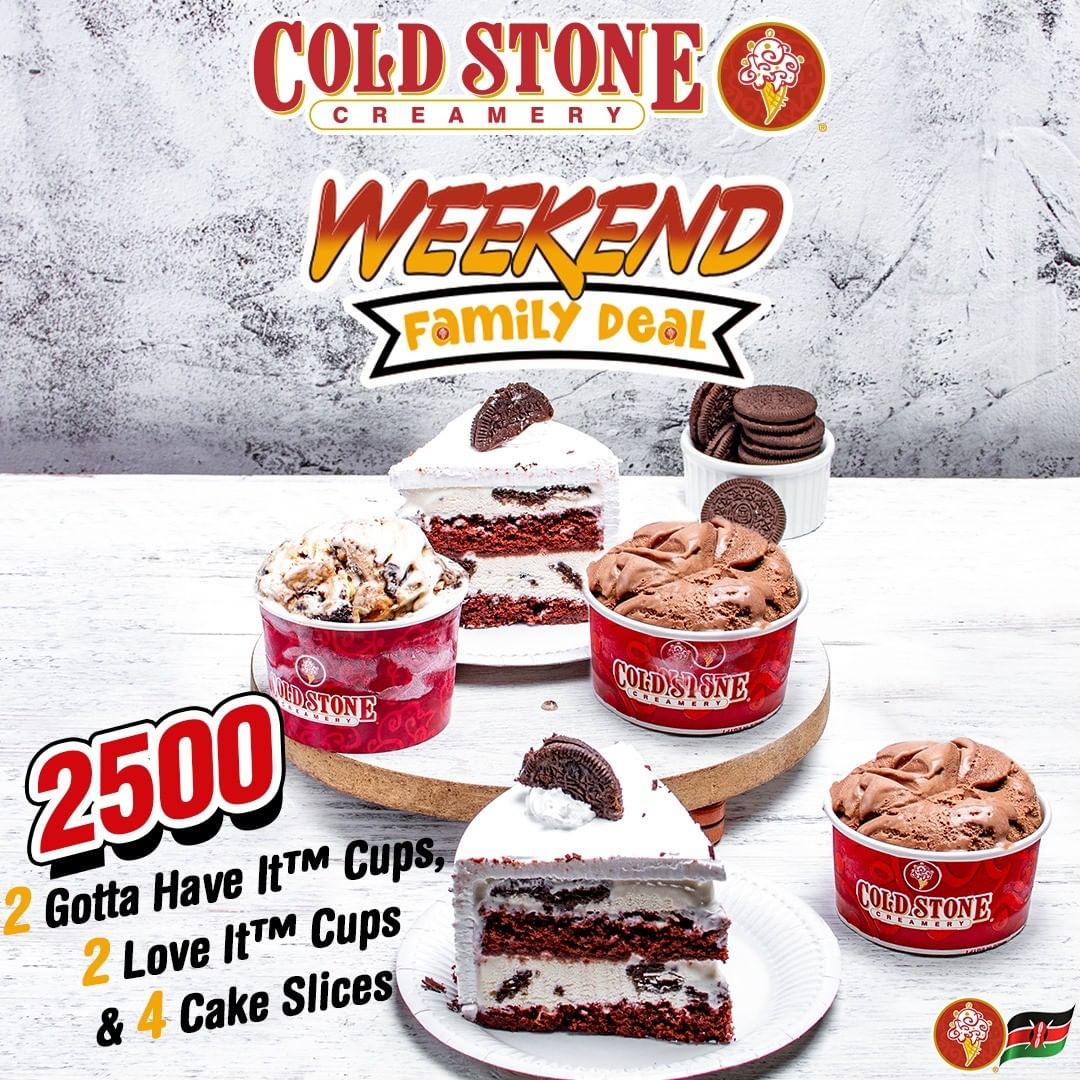 COLD STONE
CREAMERY
®
WEEKEND
Family Deal
COLD STONE
CREAMERY
COLD STONE
CREAMERY
COLD STONE
CREAMERY
2500
2 Gotta Have It™ Cups,
2 Love It™ Cups
& 4 Cake Slices